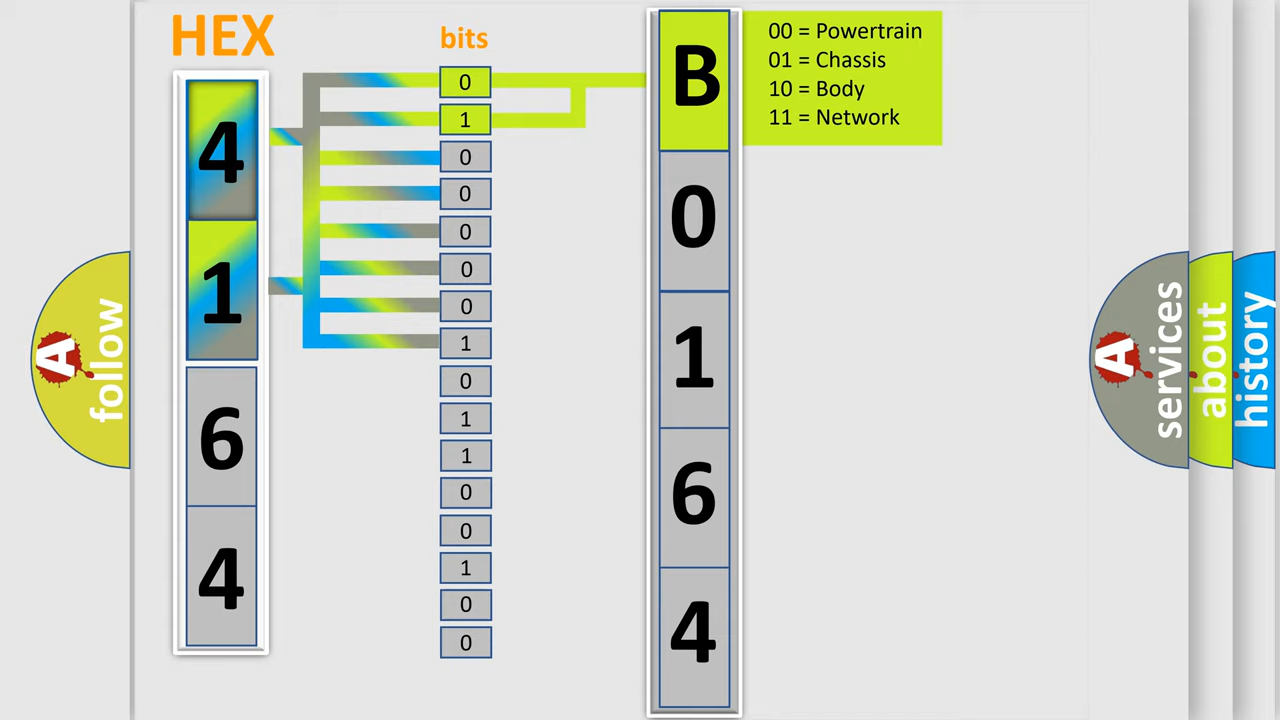 HEX
bits
4
1
6
4
0
1
0
0
0
0
0
1
0
1
1
0
0
1
0
0
B
0
1
6
4
00 = Powertrain
01 = Chassis
10 = Body
11 = Network
A
follow
A
services
about
history